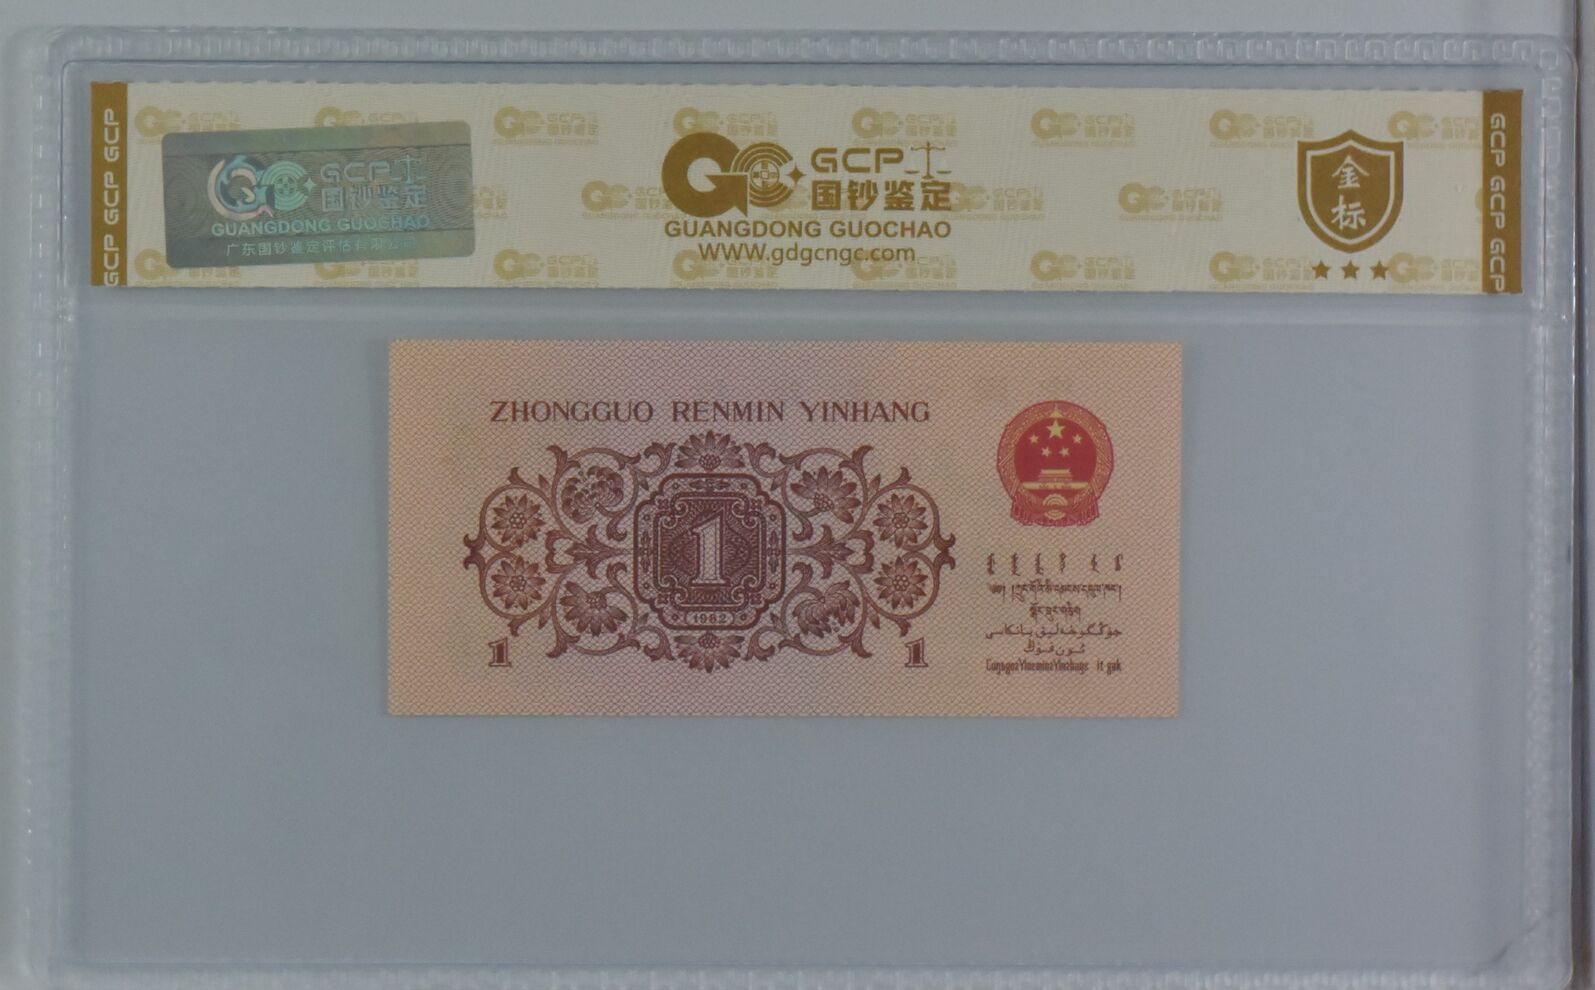 GCP GCP GCP
GCP
国钞鉴定
GUANGDONG GUOCHAO
广东国钞鉴定评估有限公司
GCP
国钞鉴定
GUANGDONG GUOCHAO
WWW.gdgcngc.com
金标
GCP GCP GCP
ZHONGGUO RENMIN YINHANG
1
(1962)
1
1